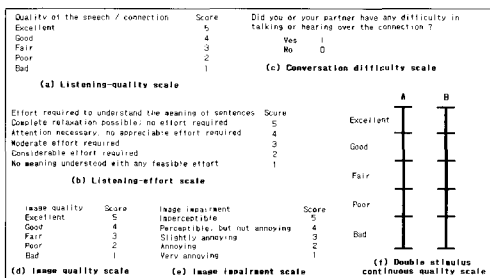 Quality of the speech / connection Score
Excellent 5
Good 4
Fair 3
Poor 2
Bad 1
(a) Listening-quality scale
Did you or your partner have any difficulty in
talking or hearing over the connection ?
Yes 1
No 0
(c) Conversation difficulty scale
Effort required to understand the meaning of sentences Score
Complete relaxation possible; no effort required 5
Attention necessary, no appreciable effort required 4
Moderate effort required 3
Considerable effort required 2
No meaning understood with any feasible effort 1
(b) Listening-effort scale
Image quality Score
Excellent 5
Good 4
Fair 3
Poor 2
Bad 1
(d) Image quality scale
Image impairment Score
Imperceptible 5
Perceptible, but not annoying 4
Slightly annoying 3
Annoying 2
Very annoying 1
(e) Image impairment scale
A B
Excellent
Good
Fair
Poor
Bad
(f) Double stimulus
continuous quality scale